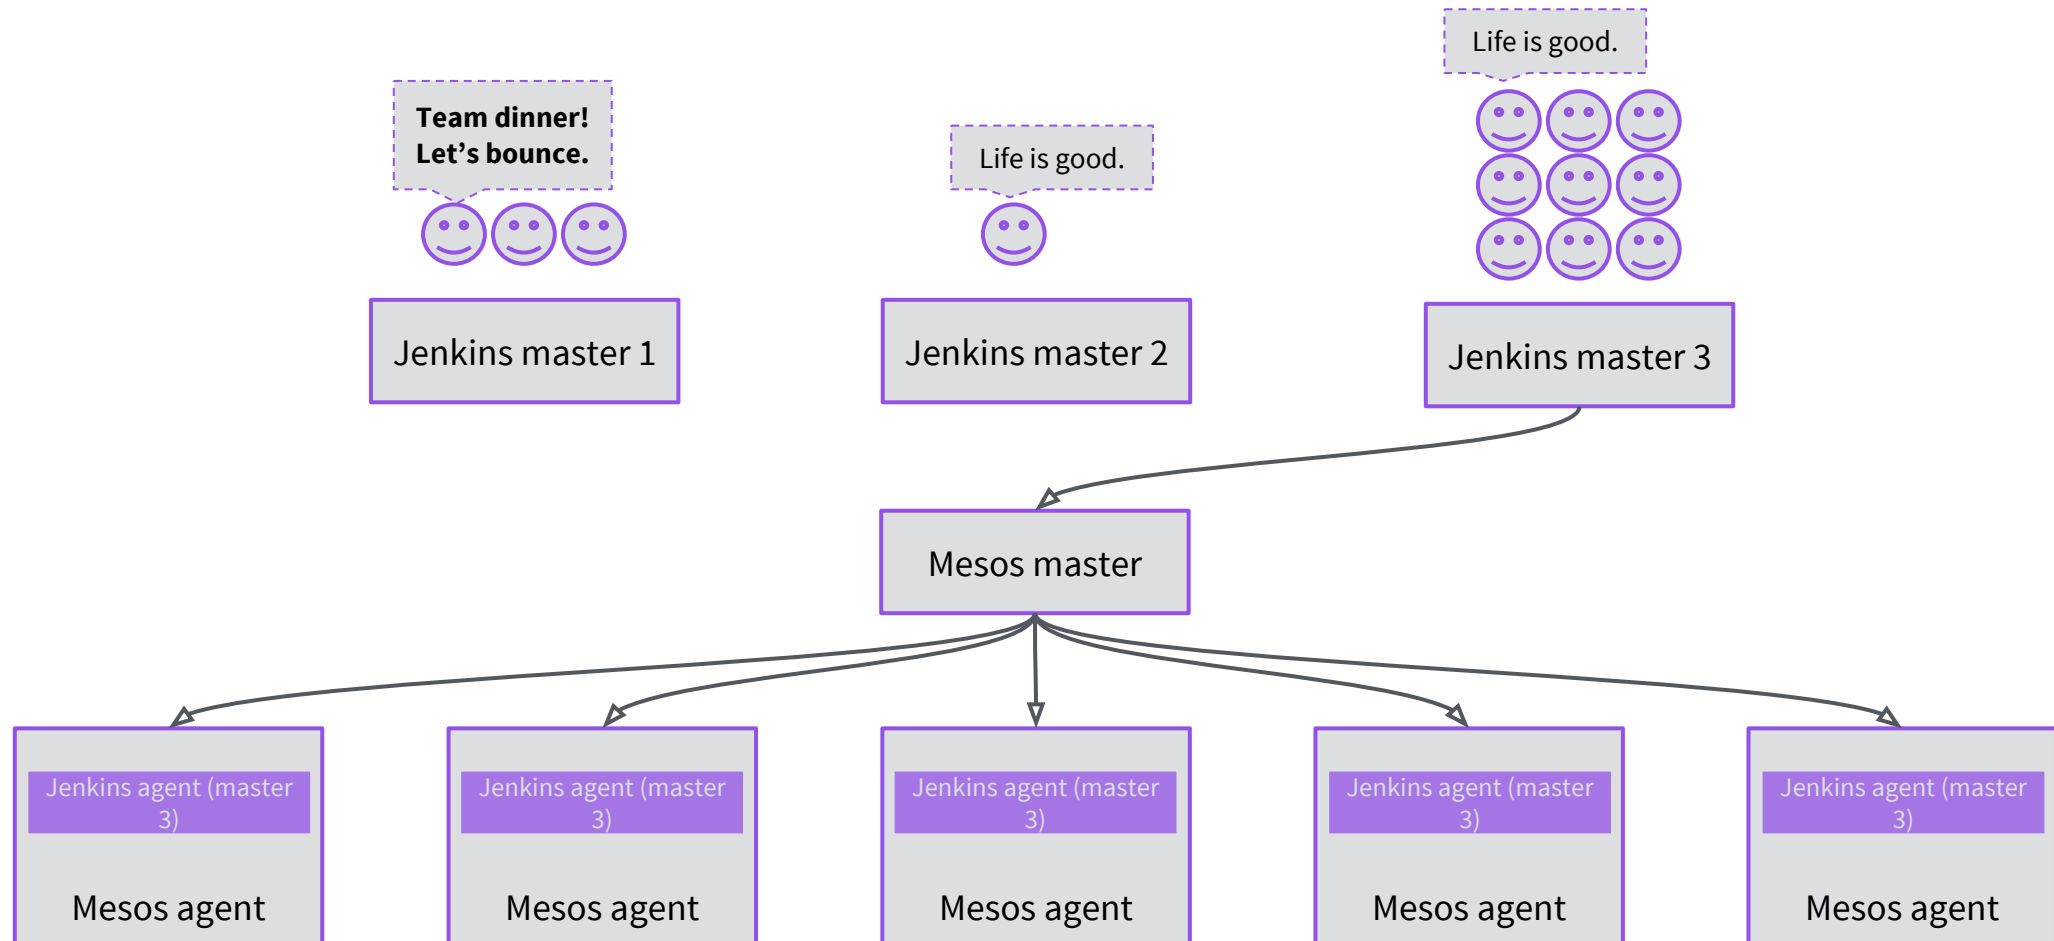 Life is good.
Team dinner!
Let’s bounce.
Life is good.
Jenkins master 1
Jenkins master 2
Jenkins master 3
Mesos master
Jenkins agent (master
3)
Jenkins agent (master
3)
Jenkins agent (master
3)
Jenkins agent (master
3)
Jenkins agent (master
3)
Mesos agent
Mesos agent
Mesos agent
Mesos agent
Mesos agent